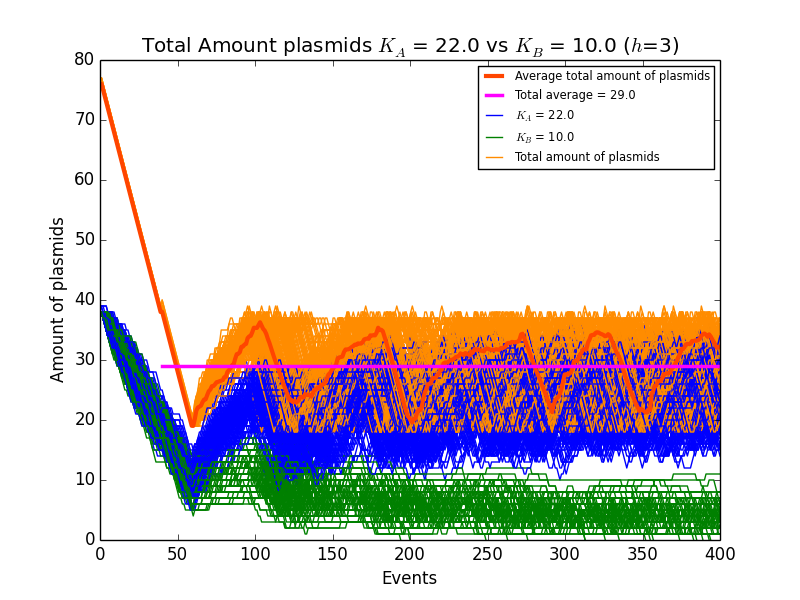 Total Amount plasmids K_A = 22.0 vs K_B = 10.0 (h=3)
Average total amount of plasmids
Total average = 29.0
K_A = 22.0
K_B = 10.0
Total amount of plasmids
Amount of plasmids
80
70
60
50
40
30
20
10
0
0 50 100 150 200 250 300 350 400
Events